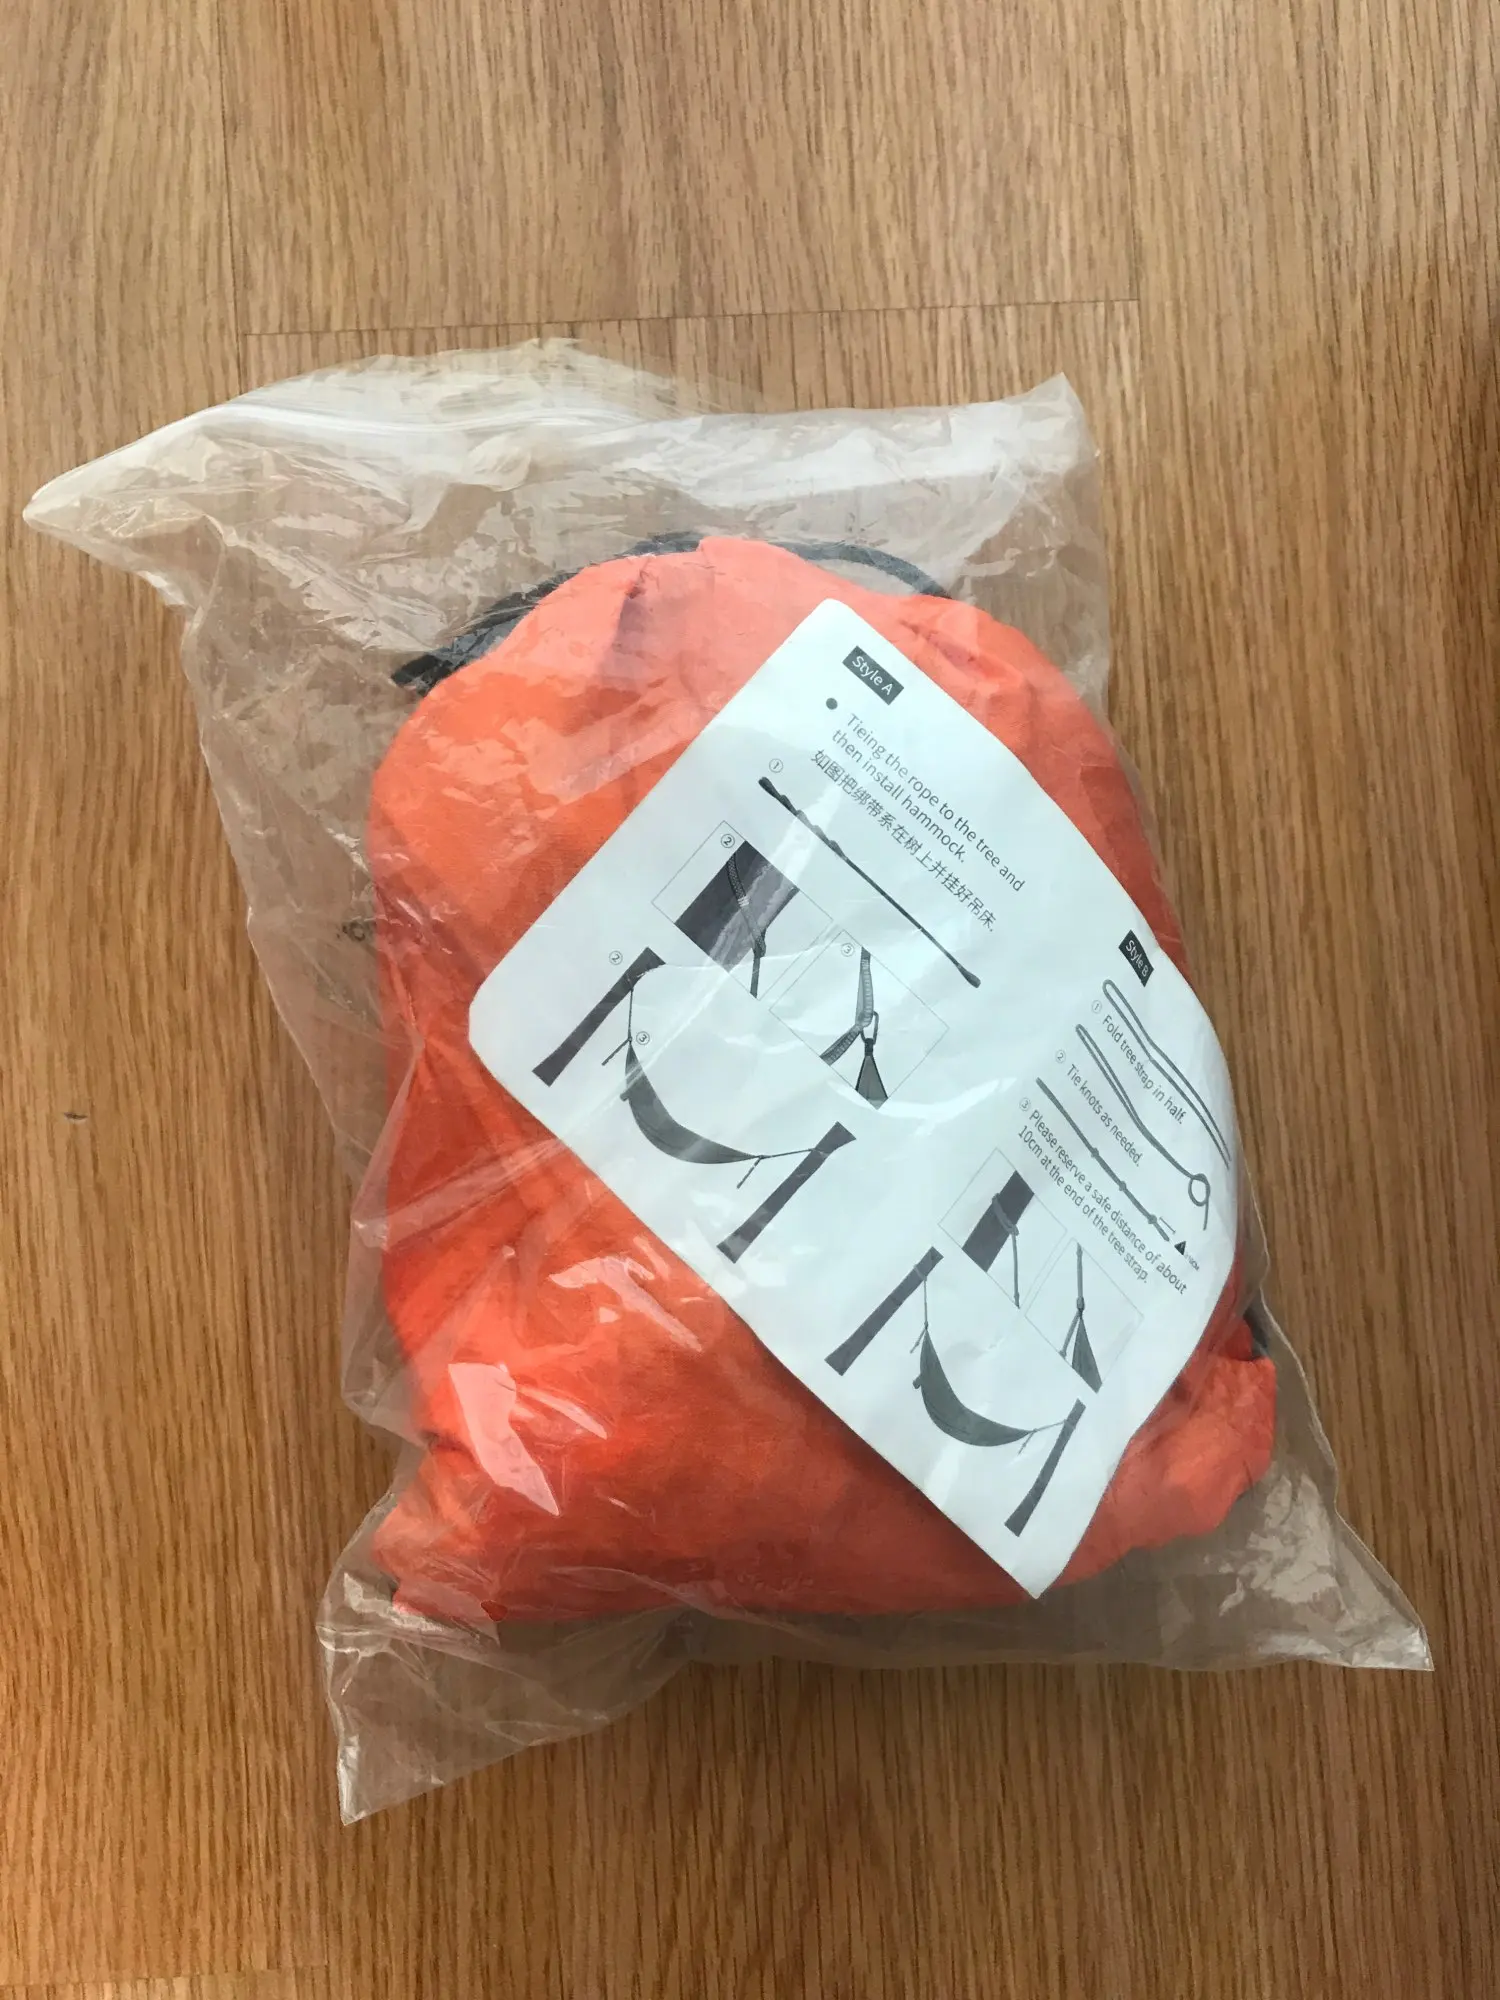 Style A
● Tieing the rope to the tree and
then install hammock.
如图把绑带系在树上并挂好吊床.
①
②
③
②
③
Style B
① Fold tree strap in half.
② Tie knots as needed.
③ Please reserve a safe distance of about
10cm at the end of the tree strap.